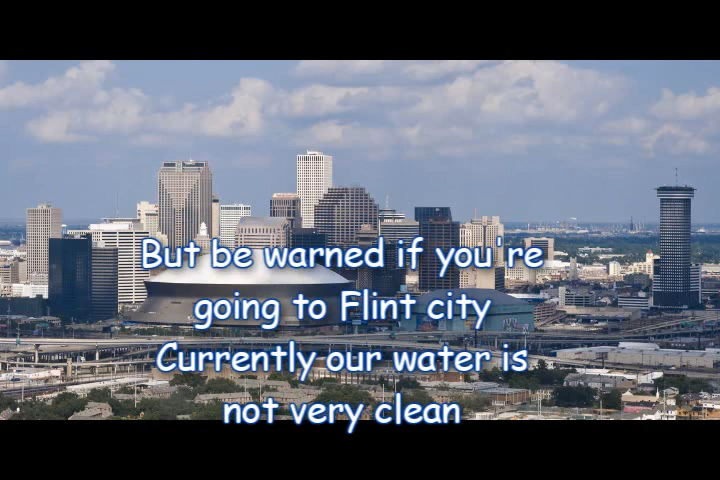 But be warned if you're
going to Flint city
Currently our water is
not very clean